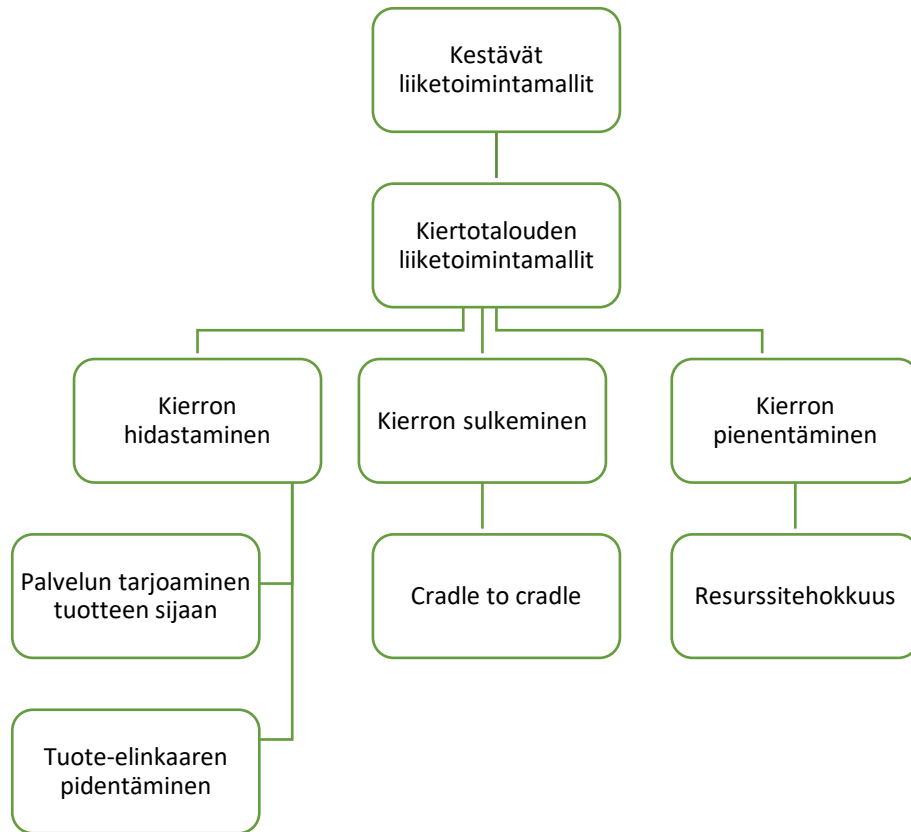 Kestävät
liiketoimintamallit
Kiertotalouden
liiketoimintamallit
Kierron
hidastaminen
Kierron sulkeminen
Kierron
pienentäminen
Palvelun tarjoaminen
tuotteen sijaan
Cradle to cradle
Resurssitehokkuus
Tuote-elinkaaren
pidentäminen